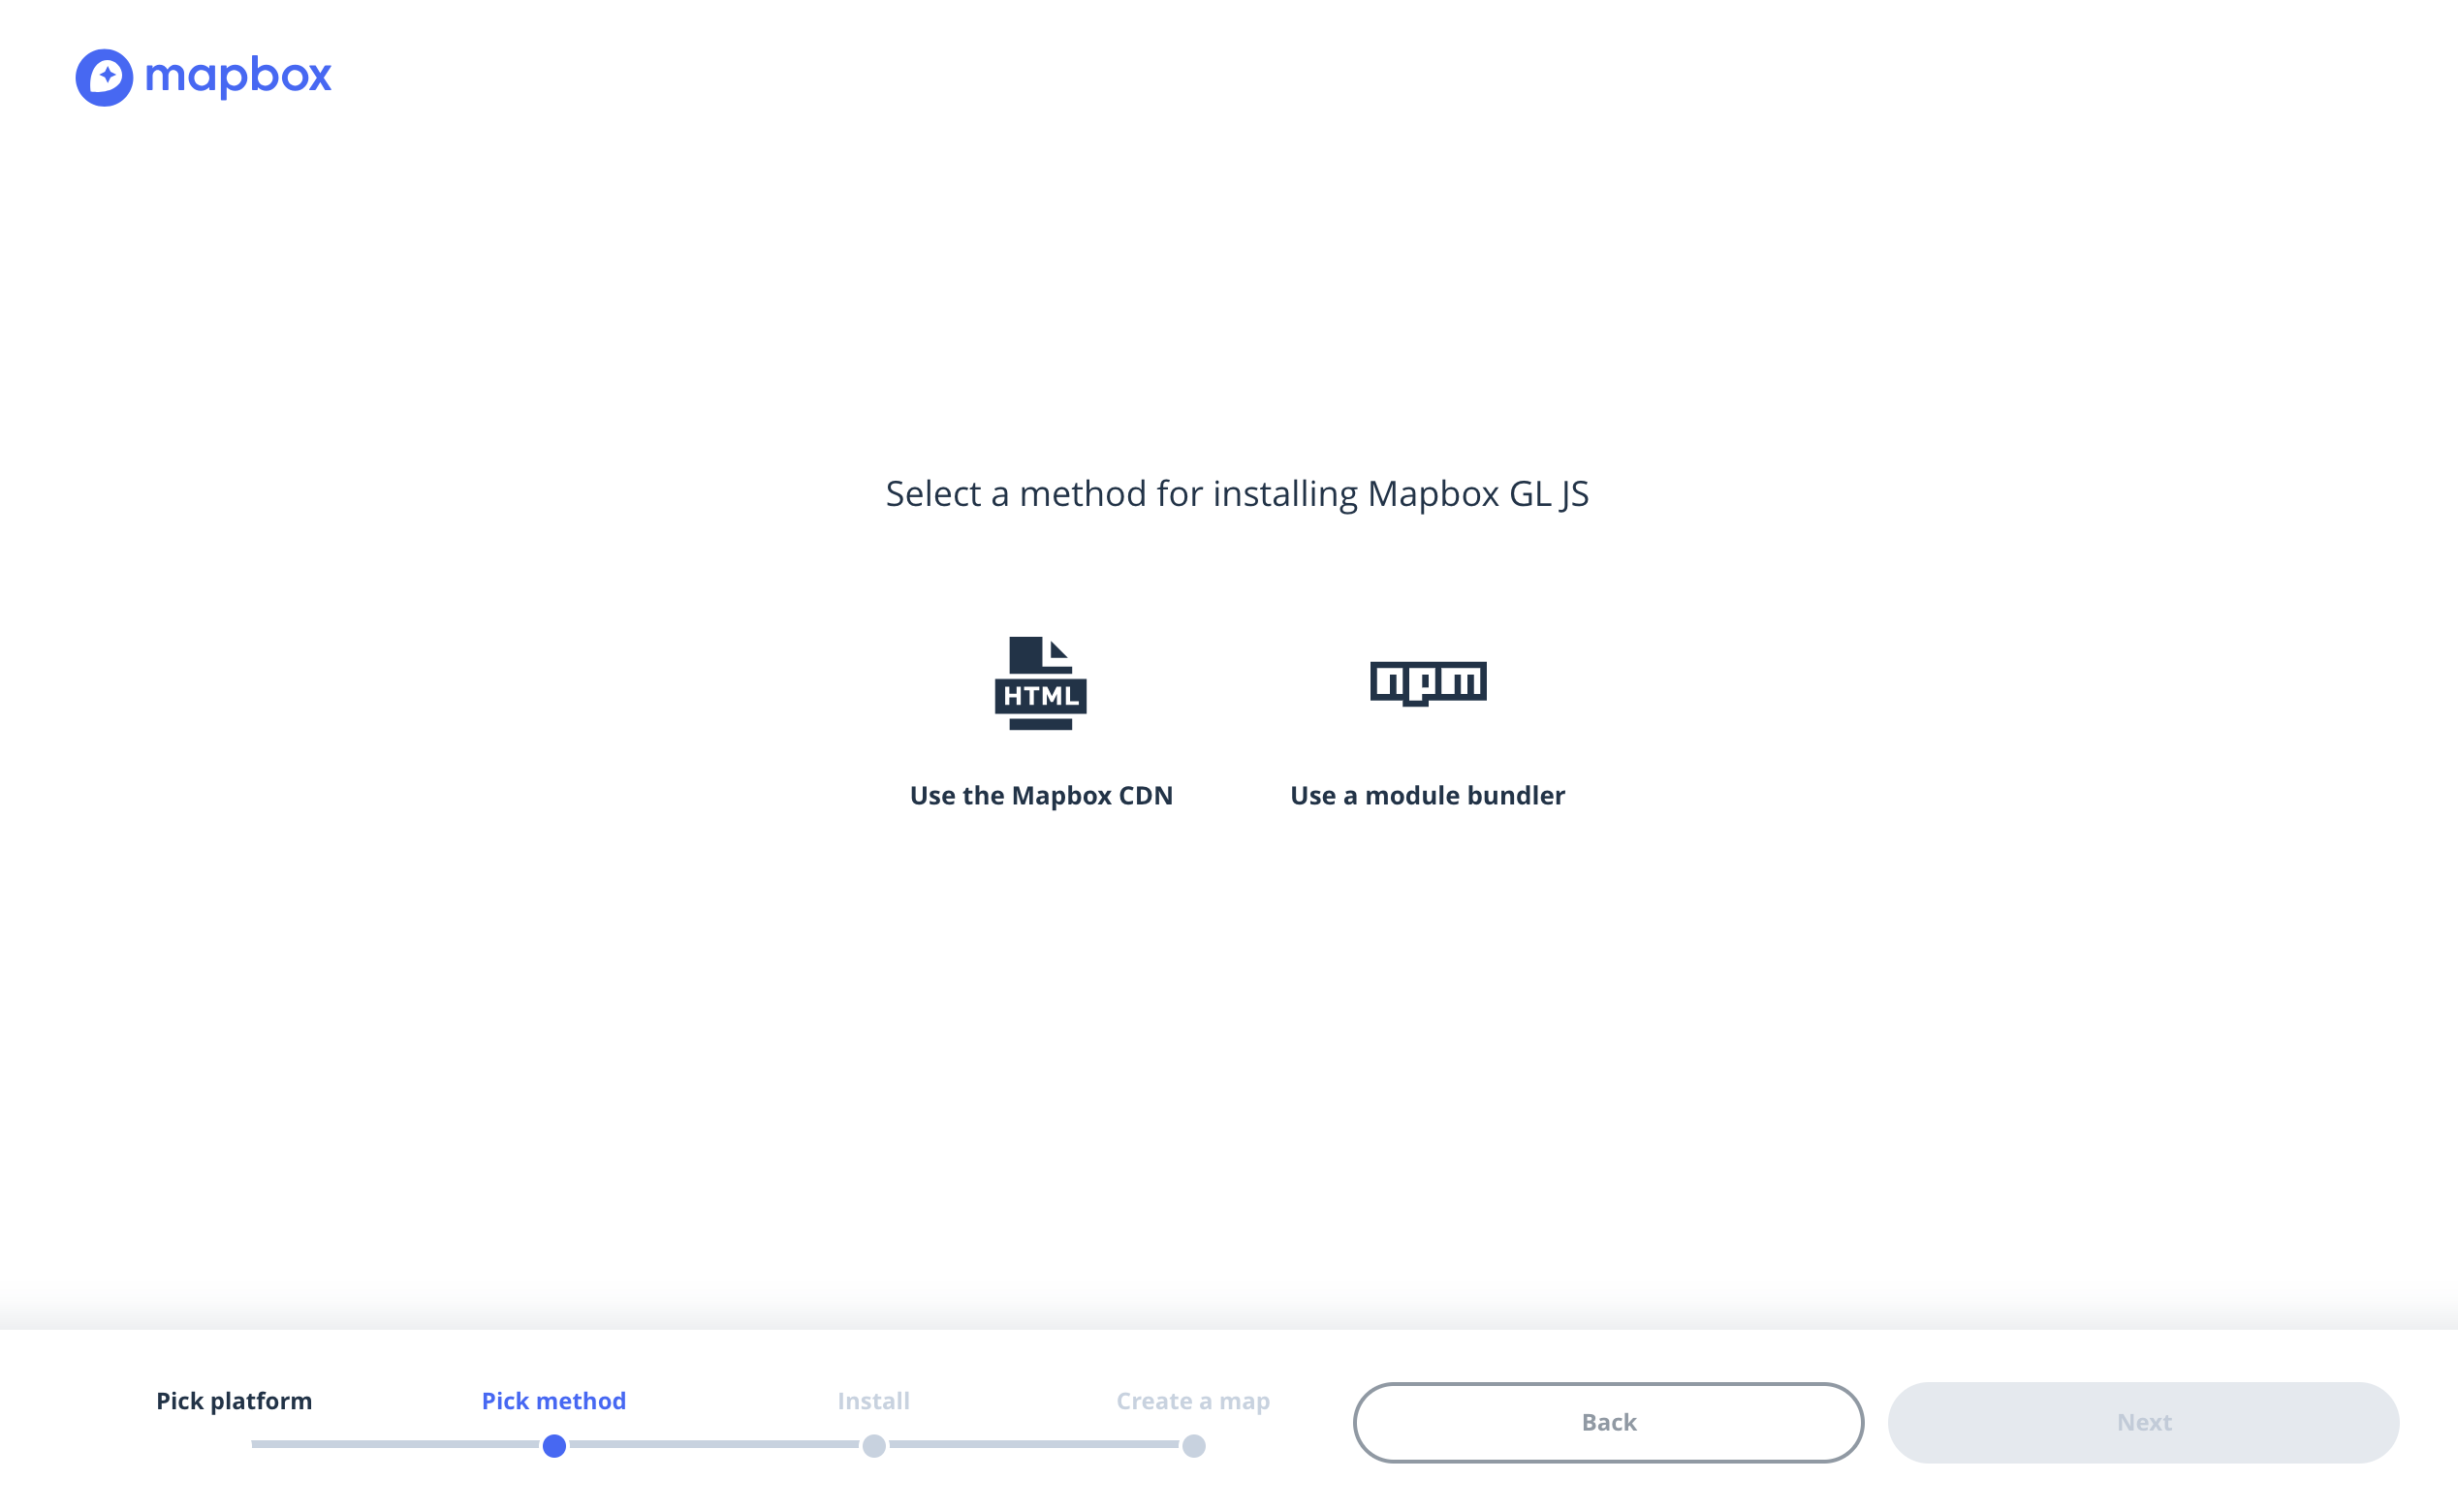 mapbox
Select a method for installing Mapbox GL JS
HTML
npm
Use the Mapbox CDN
Use a module bundler
Pick platform
Pick method
Install
Create a map
Back
Next